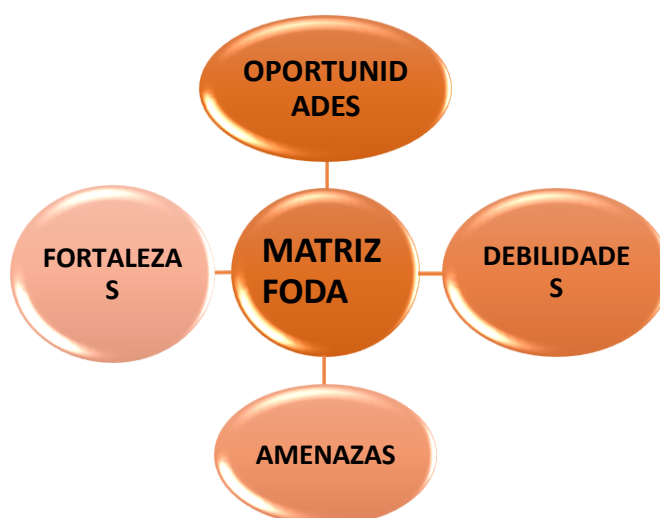 OPORTUNID
ADES
FORTALEZA
S
MATRIZ
FODA
DEBILIDADE
S
AMENAZAS